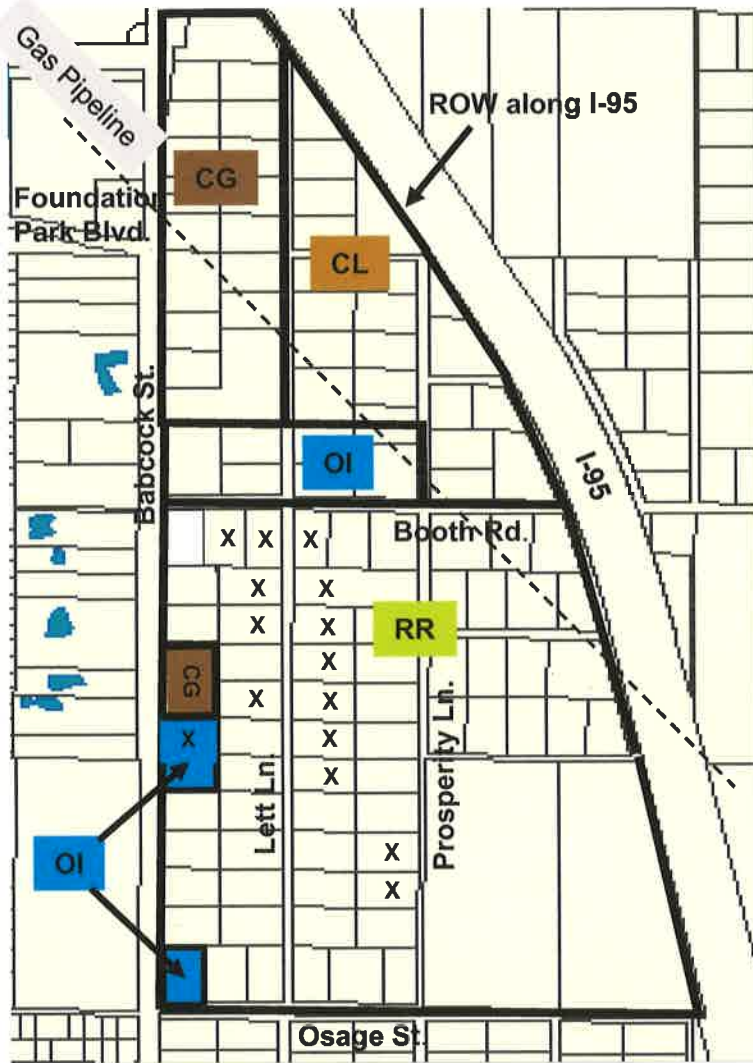 Gas Pipeline
ROW along I-95
CG
Foundation
Park Blvd.
CL
Babcock St.
OI
I-95
Booth Rd.
X X X
X X
X X
RR
X
CG
X X
X X
X
Lett Ln.
Prosperity Ln.
OI
X
X
Osage St.